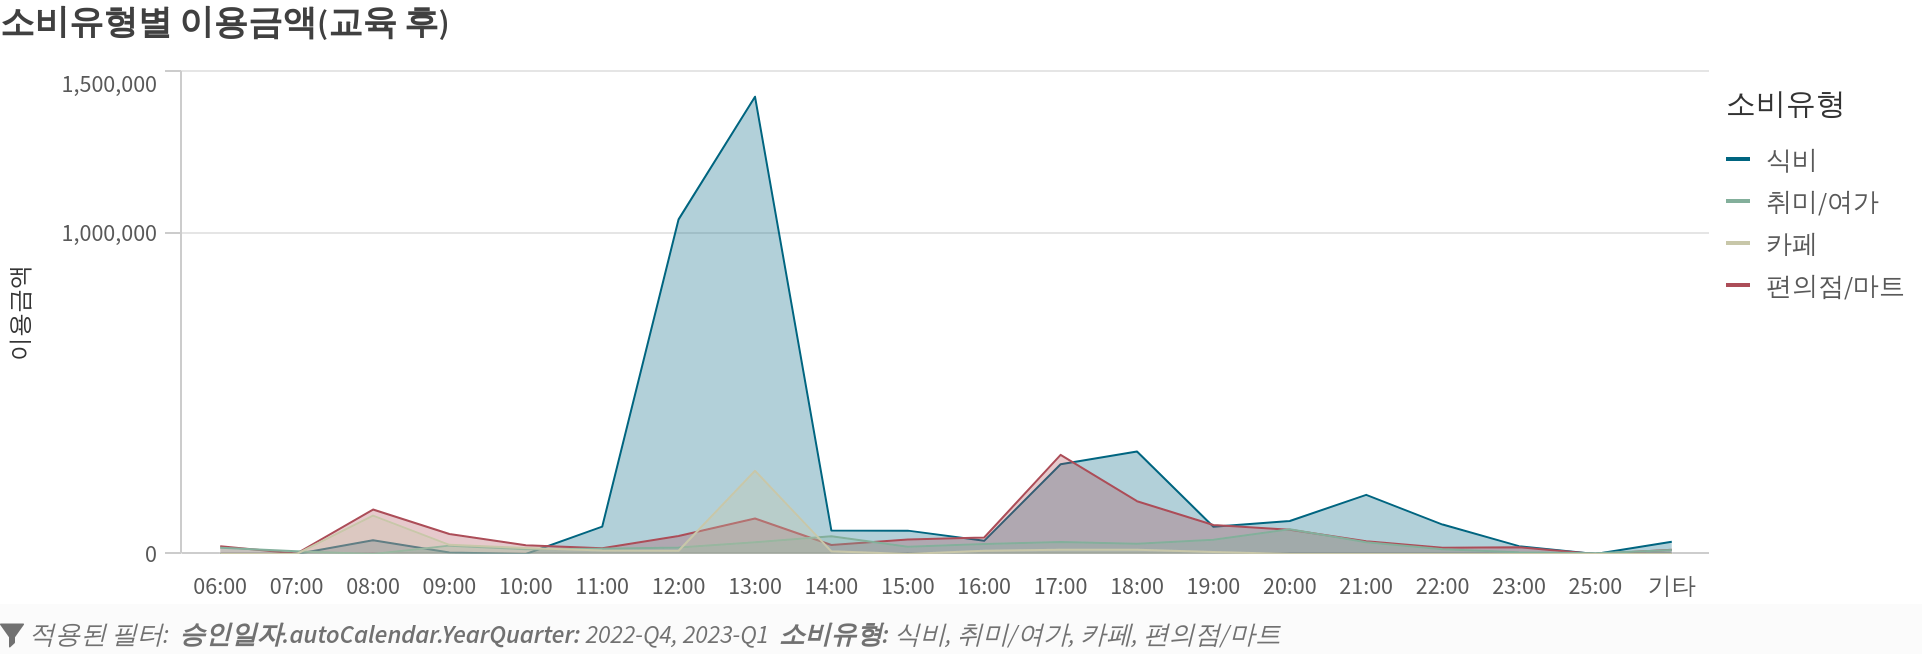 소비유형별 이용금액(교육 후)
1,500,000
1,000,000
0
이용금액
06:00 07:00 08:00 09:00 10:00 11:00 12:00 13:00 14:00 15:00 16:00 17:00 18:00 19:00 20:00 21:00 22:00 23:00 25:00 기타
소비유형
식비
취미/여가
카페
편의점/마트
적용된 필터: 승인일자.autoCalendar.YearQuarter: 2022-Q4, 2023-Q1 소비유형: 식비, 취미/여가, 카페, 편의점/마트